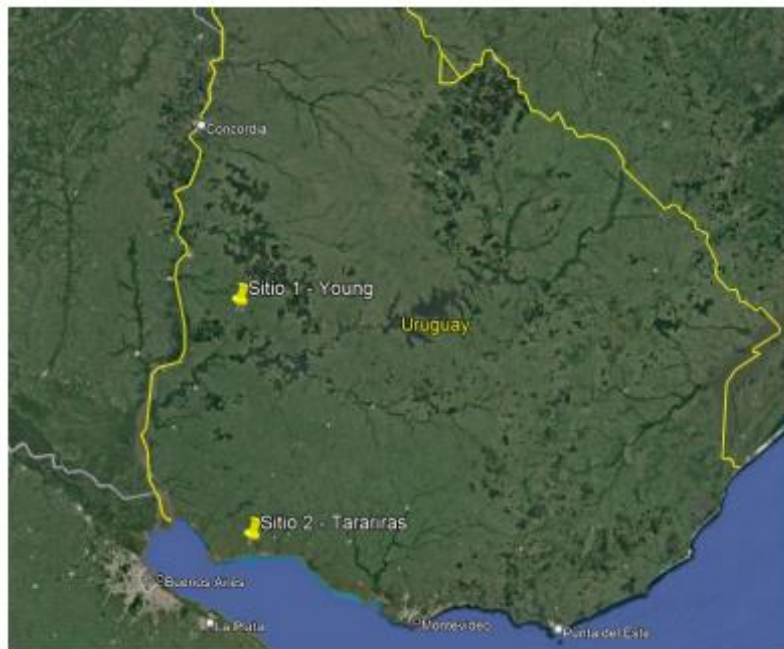 Concordia
Sitio 1 - Young
Uruguay
Sitio 2 - Tarariras
Buenos Aires
La Plata
Montevideo
Punta del Este